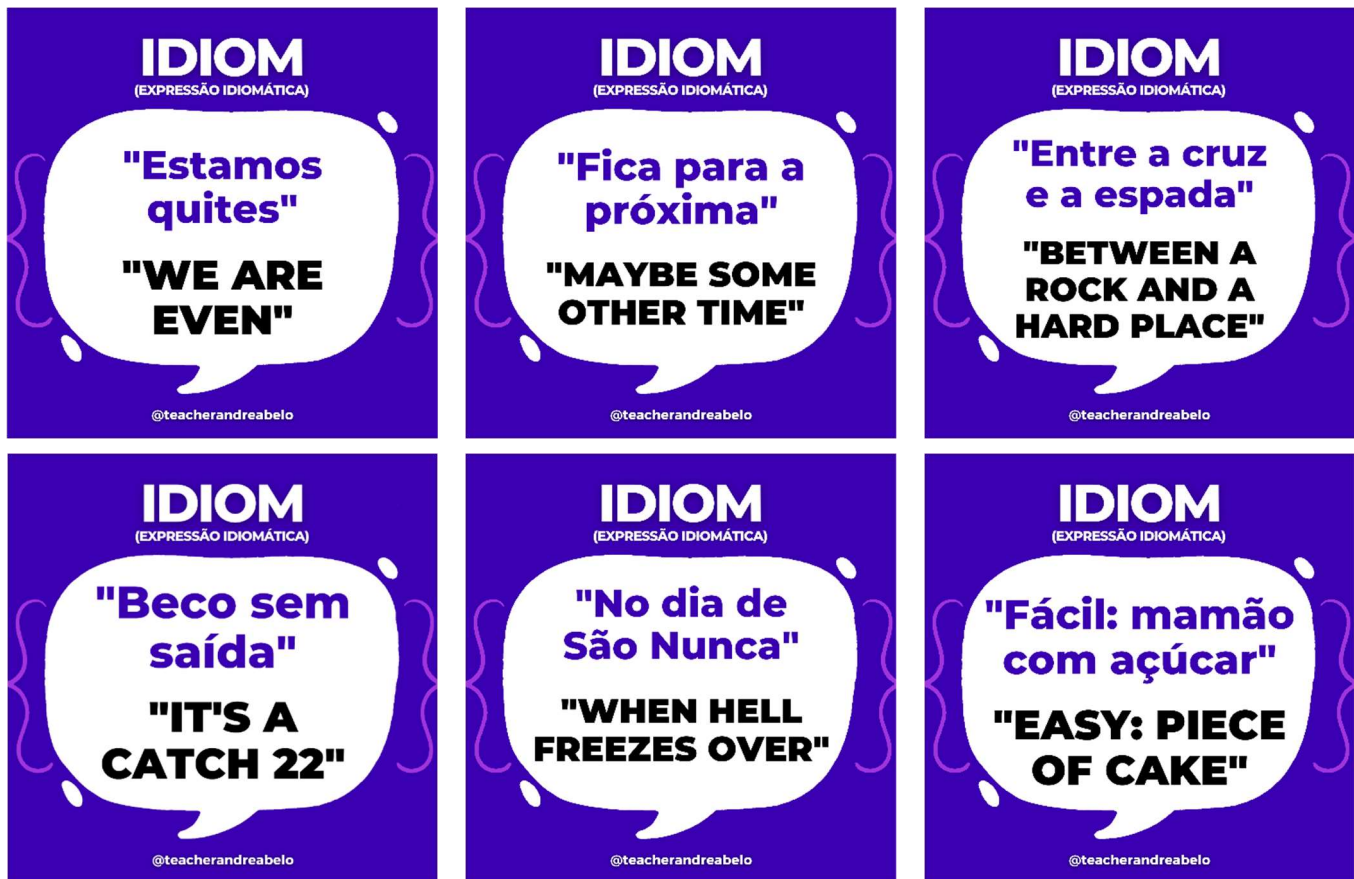 IDIOM
(EXPRESSÃO IDIOMÁTICA)
"Estamos
quites"
"WE ARE
EVEN"
@teacherandreabelo
IDIOM
(EXPRESSÃO IDIOMÁTICA)
"Fica para a
próxima"
"MAYBE SOME
OTHER TIME"
IDIOM
(EXPRESSÃO IDIOMÁTICA)
"Entre a cruz
e a espada"
"BETWEEN A
ROCK AND A
HARD PLACE"
@teacherandreabelo
IDIOM
(EXPRESSÃO IDIOMÁTICA)
"Beco sem
saída"
"IT'S A
CATCH 22"
@teacherandreabelo
IDIOM
(EXPRESSÃO IDIOMÁTICA)
"No dia de
São Nunca"
"WHEN HELL
FREEZES OVER"
@teacherandreabelo
IDIOM
(EXPRESSÃO IDIOMÁTICA)
"Fácil: mamão
com açúcar"
"EASY: PIECE
OF CAKE"
@teacherandreabelo